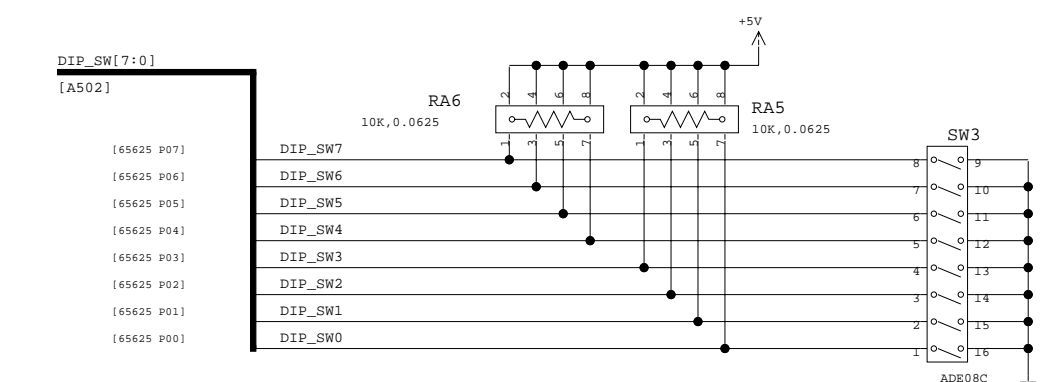 +5V
DIP_SW[7:0]
[A502]
2 4 6 8 2 4 6 8
RA6 RA5
10K,0.0625 10K,0.0625
1 3 5 7 1 3 5 7
SW3
[65625 P07] DIP_SW7 8 9
[65625 P06] DIP_SW6 7 10
[65625 P05] DIP_SW5 6 11
[65625 P04] DIP_SW4 5 12
[65625 P03] DIP_SW3 4 13
[65625 P02] DIP_SW2 3 14
[65625 P01] DIP_SW1 2 15
[65625 P00] DIP_SW0 1 16
ADE08C